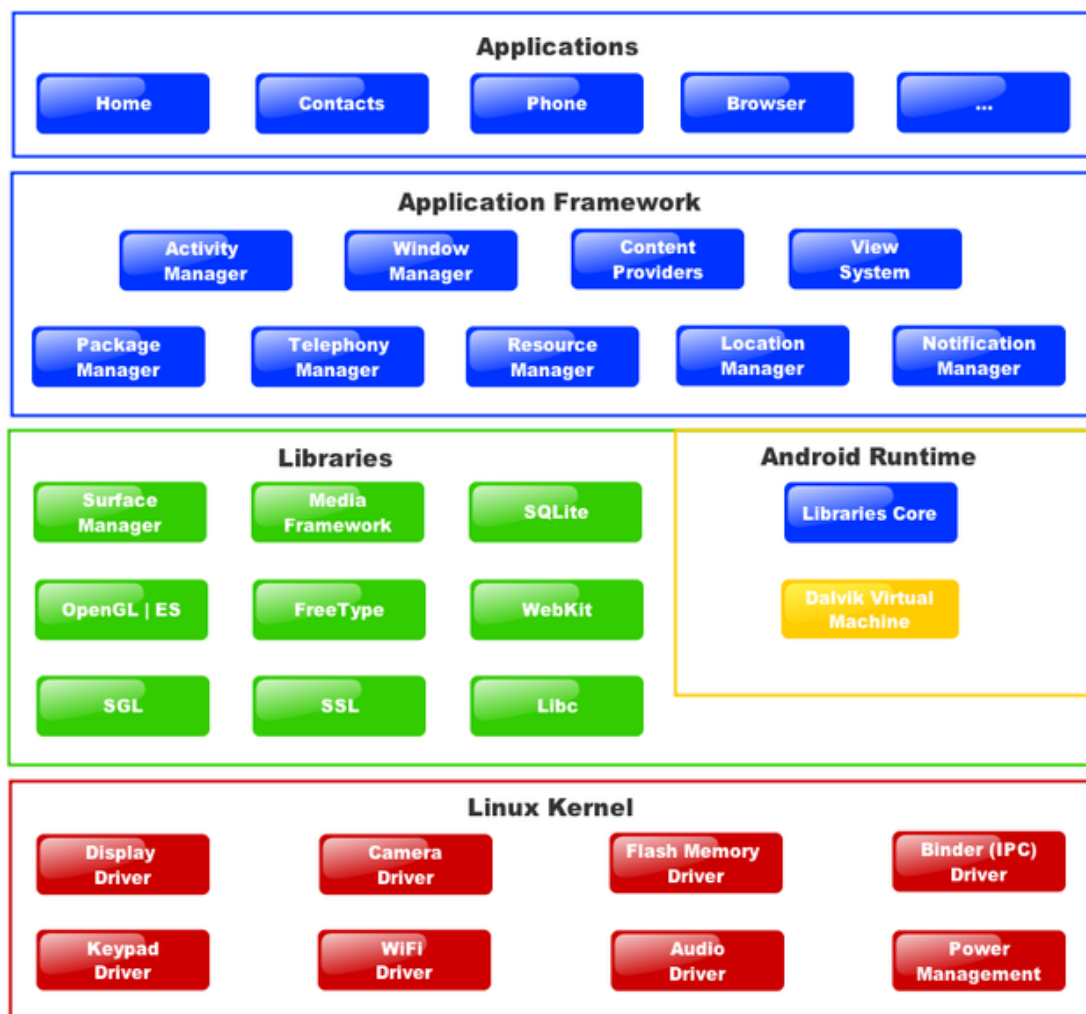 Applications
Home
Contacts
Phone
Browser
...
Application Framework
Activity
Manager
Window
Manager
Content
Providers
View
System
Package
Manager
Telephony
Manager
Resource
Manager
Location
Manager
Notification
Manager
Libraries
Surface
Manager
Media
Framework
SQLite
OpenGL | ES
FreeType
WebKit
SGL
SSL
Libc
Android Runtime
Libraries Core
Dalvik Virtual
Machine
Linux Kernel
Display
Driver
Camera
Driver
Flash Memory
Driver
Binder (IPC)
Driver
Keypad
Driver
WiFi
Driver
Audio
Driver
Power
Management